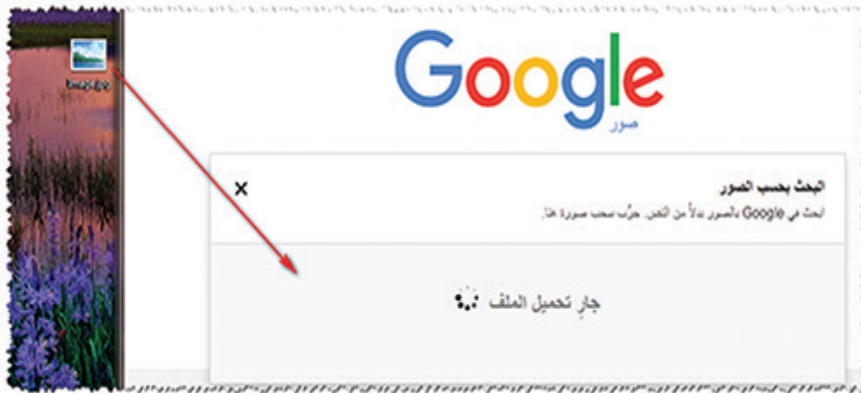 Google
صور
البحث بحسب الصور
ابحث في Google بالصور بدلاً من النص. جرِّب سحب صورة هنا.
جارٍ تحميل الملف